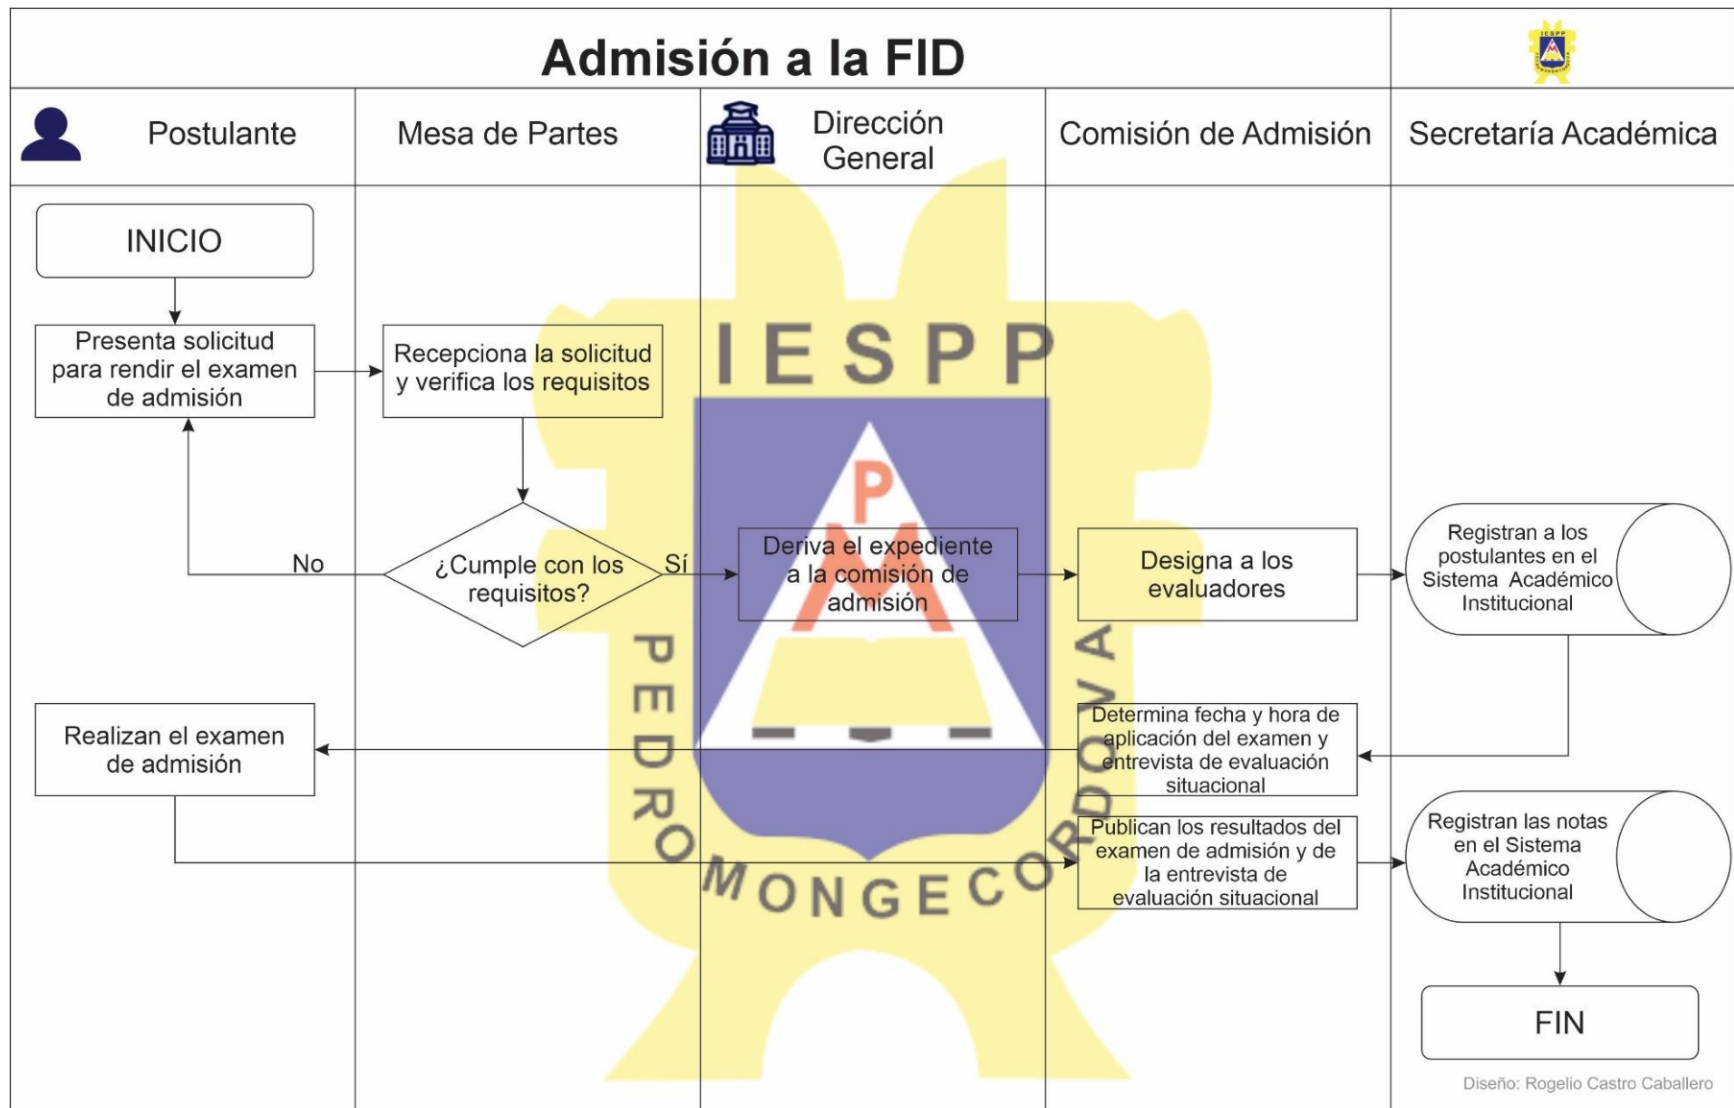 Admisión a la FID
IESPP
Postulante
Mesa de Partes
Dirección
General
Comisión de Admisión
Secretaría Académica
INICIO
Presenta solicitud
para rendir el examen
de admisión
Recepciona la solicitud
y verifica los requisitos
IESPP
P
M
No
¿Cumple con los
requisitos?
Sí
Deriva el expediente
a la comisión de
admisión
Designa a los
evaluadores
Registran a los
postulantes en el
Sistema Académico
Institucional
PEDRO MONGE CORDOVA
Realizan el examen
de admisión
Determina fecha y hora de
aplicación del examen y
entrevista de evaluación
situacional
Publican los resultados del
examen de admisión y de
la entrevista de
evaluación situacional
Registran las notas
en el Sistema
Académico
Institucional
FIN
Diseño: Rogelio Castro Caballero